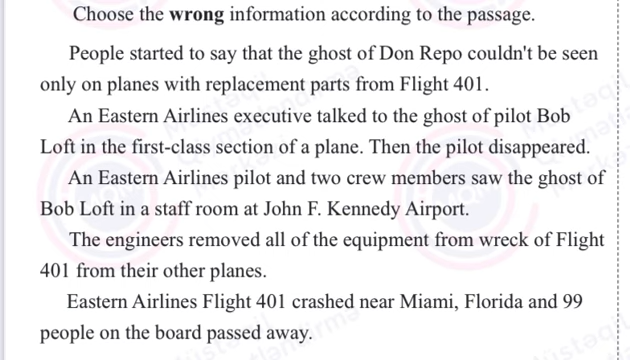 Choose the wrong information according to the passage.
People started to say that the ghost of Don Repo couldn't be seen
only on planes with replacement parts from Flight 401.
An Eastern Airlines executive talked to the ghost of pilot Bob
Loft in the first-class section of a plane. Then the pilot disappeared.
An Eastern Airlines pilot and two crew members saw the ghost of
Bob Loft in a staff room at John F. Kennedy Airport.
The engineers removed all of the equipment from wreck of Flight
401 from their other planes.
Eastern Airlines Flight 401 crashed near Miami, Florida and 99
people on the board passed away.